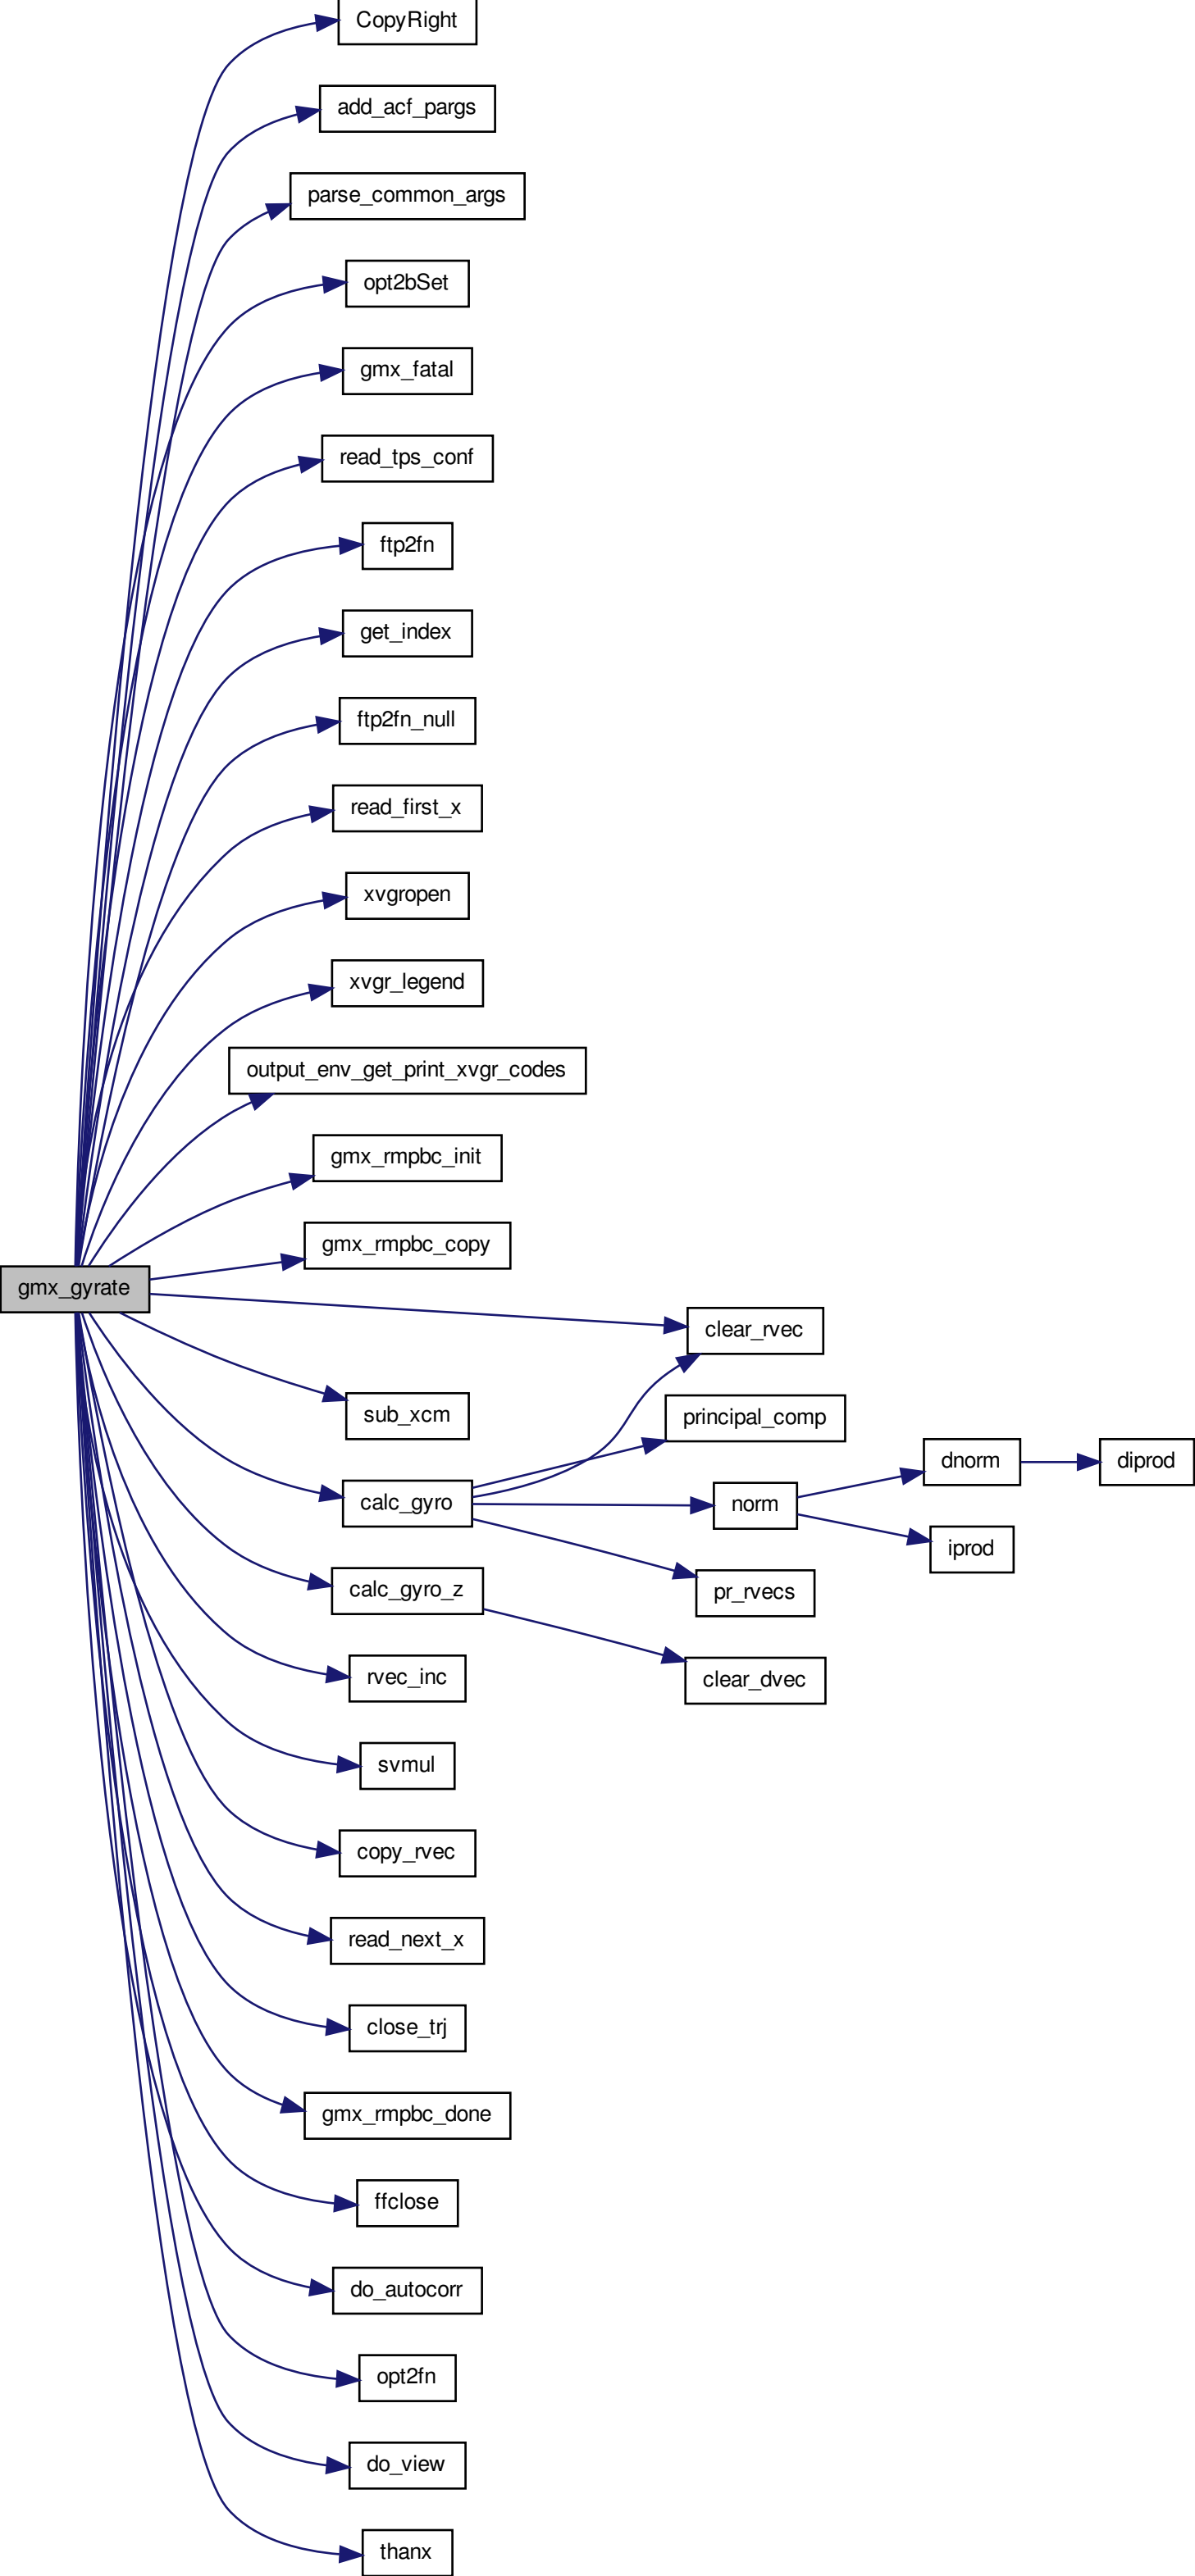 CopyRight
add_acf_pargs
parse_common_args
opt2bSet
gmx_fatal
read_tps_conf
ftp2fn
get_index
ftp2fn_null
read_first_x
xvgropen
xvgr_legend
output_env_get_print_xvgr_codes
gmx_rmpbc_init
gmx_rmpbc_copy
gmx_gyrate
clear_rvec
sub_xcm
principal_comp
dnorm
diprod
calc_gyro
norm
iprod
calc_gyro_z
pr_rvecs
rvec_inc
clear_dvec
svmul
copy_rvec
read_next_x
close_trj
gmx_rmpbc_done
ffclose
do_autocorr
opt2fn
do_view
thanx